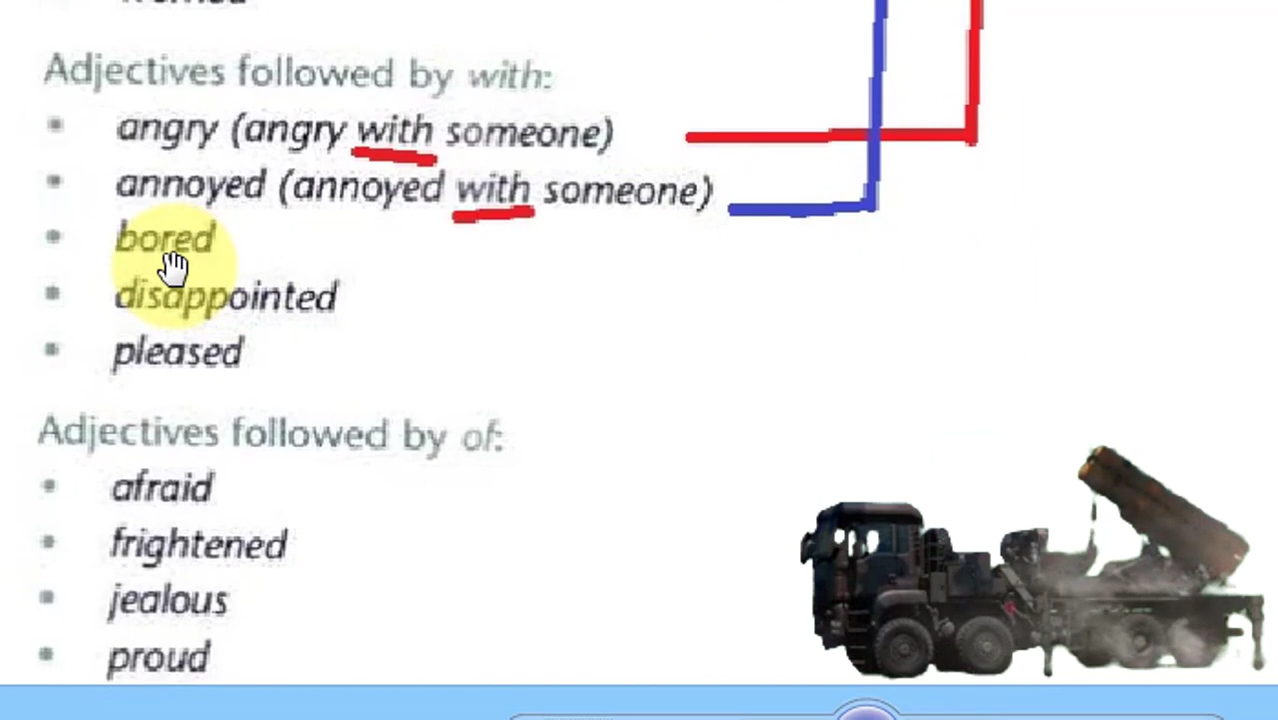 Adjectives followed by with:
• angry (angry with someone)
• annoyed (annoyed with someone)
• bored
• disappointed
• pleased
Adjectives followed by of:
• afraid
• frightened
• jealous
• proud